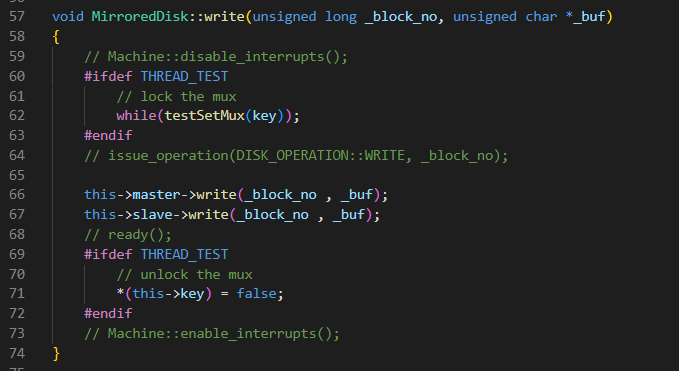 57 void MirroredDisk::write(unsigned long _block_no, unsigned char *_buf)
58 {
59     // Machine::disable_interrupts();
60     #ifdef THREAD_TEST
61         // lock the mux
62         while(testSetMux(key));
63     #endif
64     // issue_operation(DISK_OPERATION::WRITE, _block_no);
65
66     this->master->write(_block_no , _buf);
67     this->slave->write(_block_no , _buf);
68     // ready();
69     #ifdef THREAD_TEST
70         // unlock the mux
71         *(this->key) = false;
72     #endif
73     // Machine::enable_interrupts();
74 }